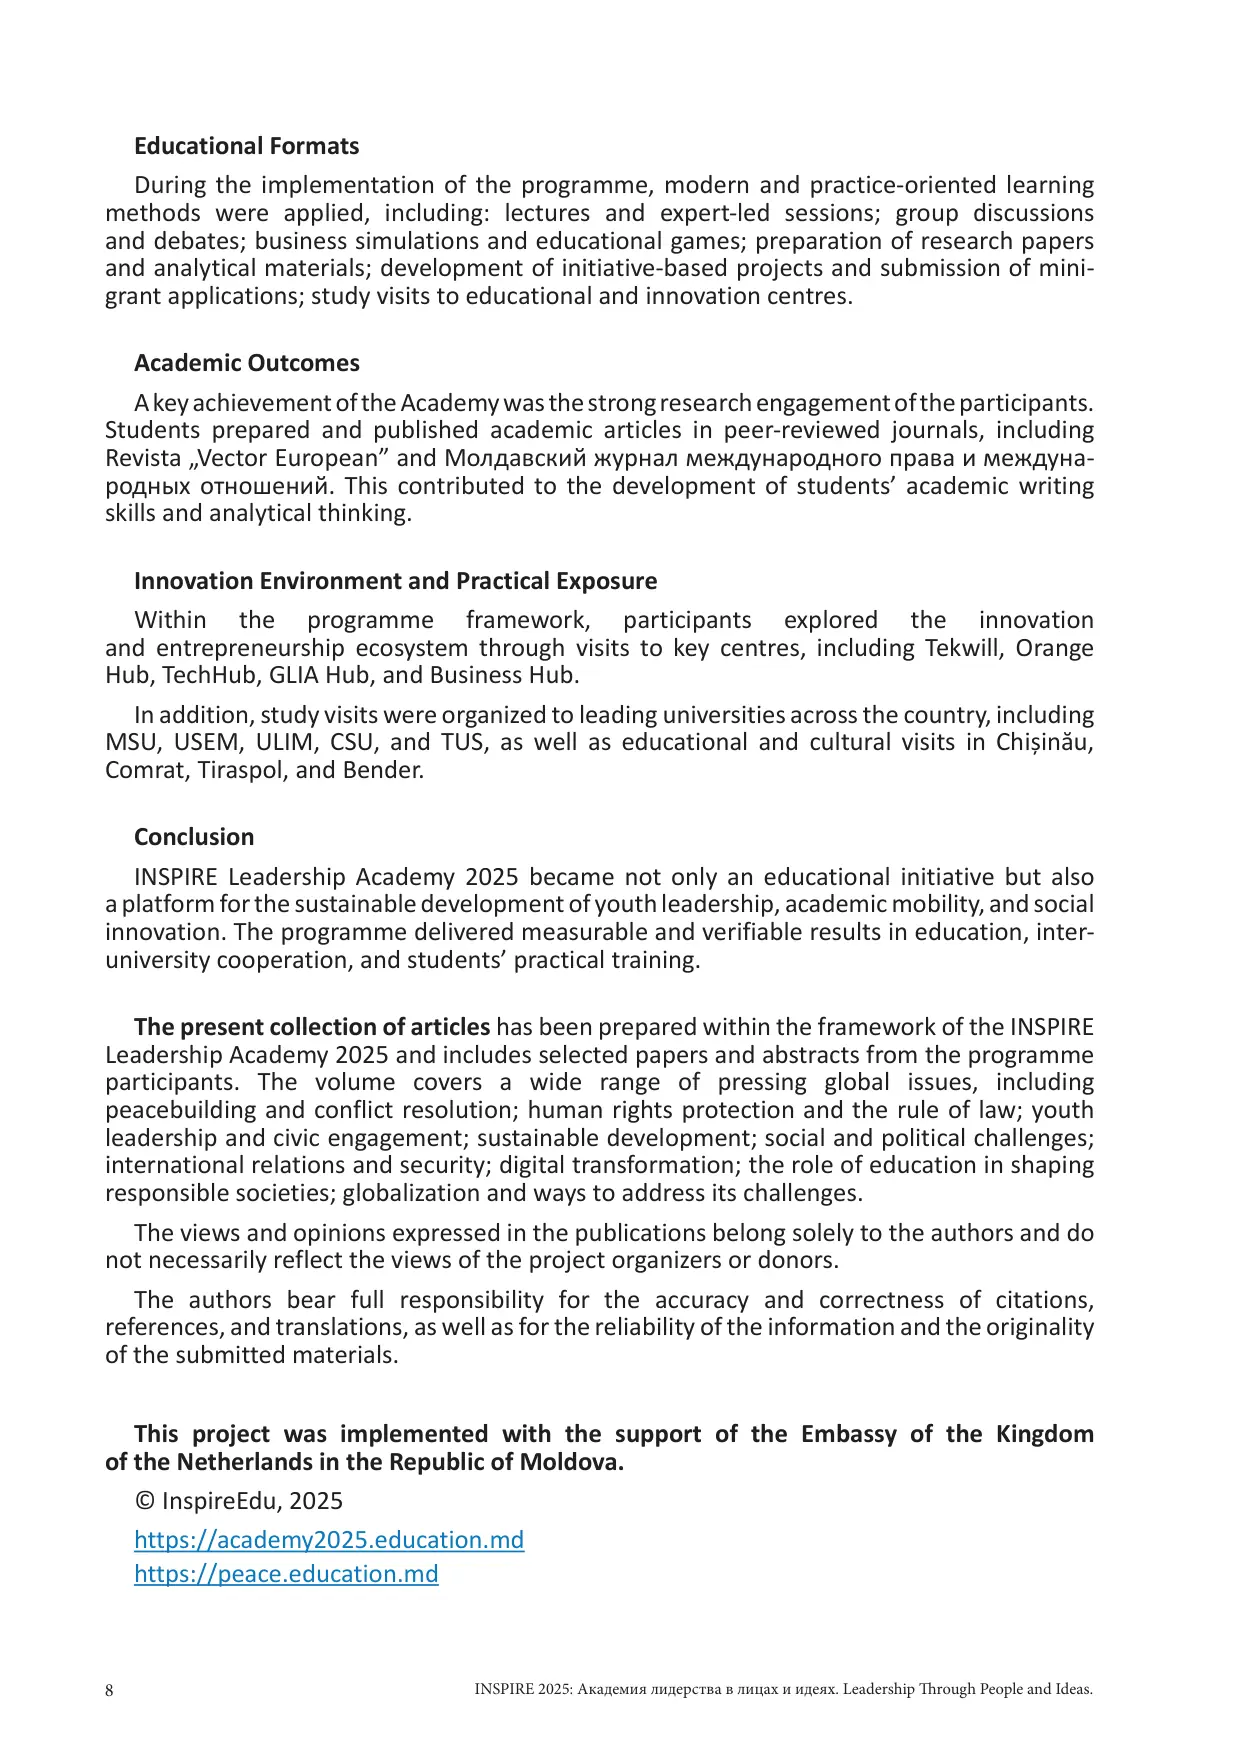 Educational Formats
During the implementation of the programme, modern and practice-oriented learning
methods were applied, including: lectures and expert-led sessions; group discussions
and debates; business simulations and educational games; preparation of research papers
and analytical materials; development of initiative-based projects and submission of mini-
grant applications; study visits to educational and innovation centres.
Academic Outcomes
A key achievement of the Academy was the strong research engagement of the participants.
Students prepared and published academic articles in peer-reviewed journals, including
Revista „Vector European” and Молдавский журнал международного права и междуна-
родных отношений. This contributed to the development of students’ academic writing
skills and analytical thinking.
Innovation Environment and Practical Exposure
Within the programme framework, participants explored the innovation
and entrepreneurship ecosystem through visits to key centres, including Tekwill, Orange
Hub, TechHub, GLIA Hub, and Business Hub.
In addition, study visits were organized to leading universities across the country, including
MSU, USEM, ULIM, CSU, and TUS, as well as educational and cultural visits in Chișinău,
Comrat, Tiraspol, and Bender.
Conclusion
INSPIRE Leadership Academy 2025 became not only an educational initiative but also
a platform for the sustainable development of youth leadership, academic mobility, and social
innovation. The programme delivered measurable and verifiable results in education, inter-
university cooperation, and students’ practical training.
The present collection of articles has been prepared within the framework of the INSPIRE
Leadership Academy 2025 and includes selected papers and abstracts from the programme
participants. The volume covers a wide range of pressing global issues, including
peacebuilding and conflict resolution; human rights protection and the rule of law; youth
leadership and civic engagement; sustainable development; social and political challenges;
international relations and security; digital transformation; the role of education in shaping
responsible societies; globalization and ways to address its challenges.
The views and opinions expressed in the publications belong solely to the authors and do
not necessarily reflect the views of the project organizers or donors.
The authors bear full responsibility for the accuracy and correctness of citations,
references, and translations, as well as for the reliability of the information and the originality
of the submitted materials.
This project was implemented with the support of the Embassy of the Kingdom
of the Netherlands in the Republic of Moldova.
© InspireEdu, 2025
https://academy2025.education.md
https://peace.education.md
8 INSPIRE 2025: Академия лидерства в лицах и идеях. Leadership Through People and Ideas.